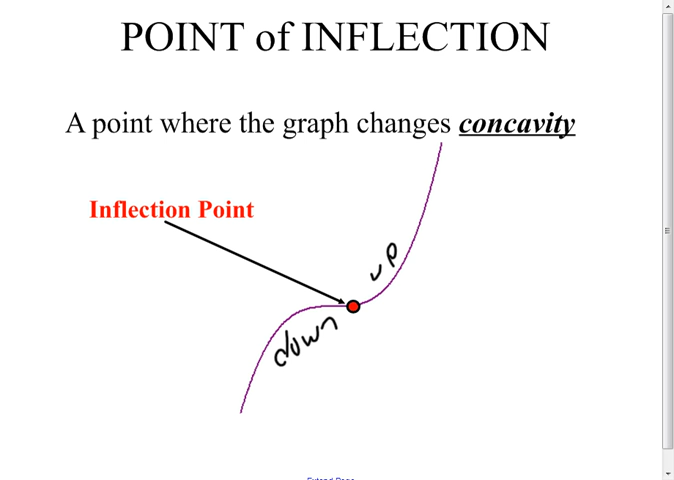 POINT of INFLECTION
A point where the graph changes concavity
Inflection Point
up
down